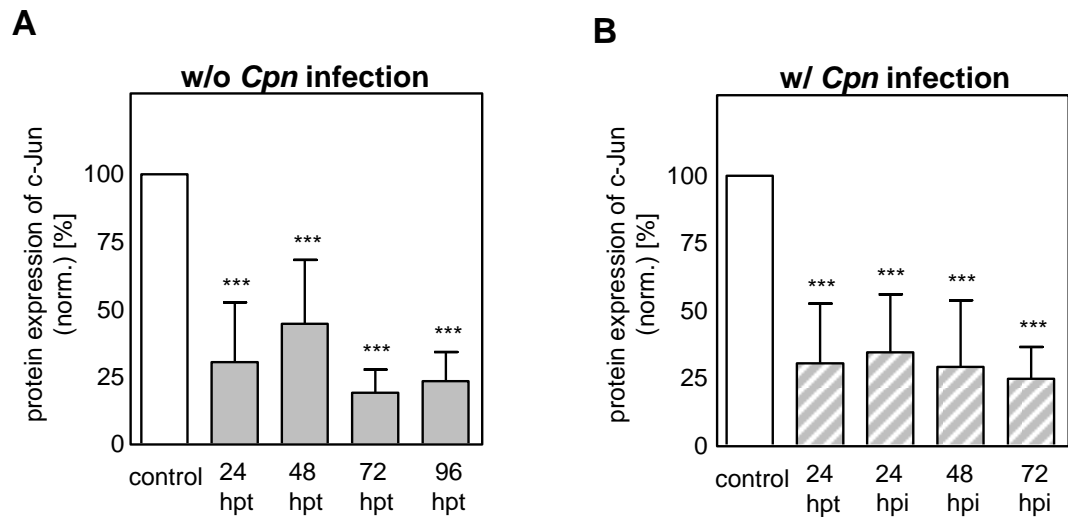 A
w/o Cpn infection
protein expression of c-Jun
(norm.) [%]
100
75
50
25
0
***
***
***
***
control
24
hpt
48
hpt
72
hpt
96
hpt
B
w/ Cpn infection
protein expression of c-Jun
(norm.) [%]
100
75
50
25
0
***
***
***
***
control
24
hpt
24
hpi
48
hpi
72
hpi